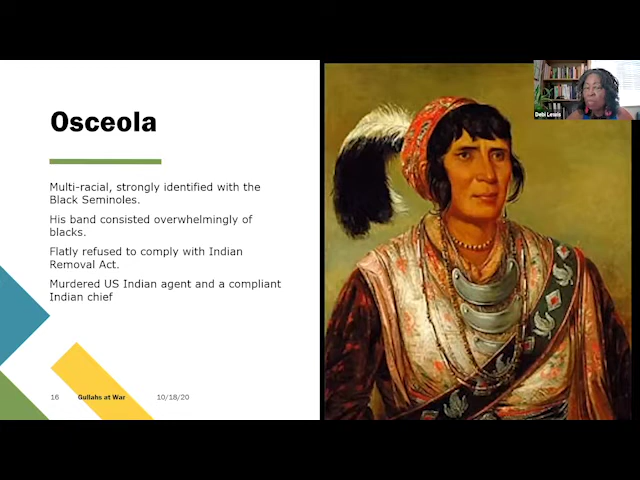 Osceola
Multi-racial, strongly identified with the
Black Seminoles.
His band consisted overwhelmingly of
blacks.
Flatly refused to comply with Indian
Removal Act.
Murdered US Indian agent and a compliant
Indian chief
16 Gullahs at War 10/18/20
Debi Lewis